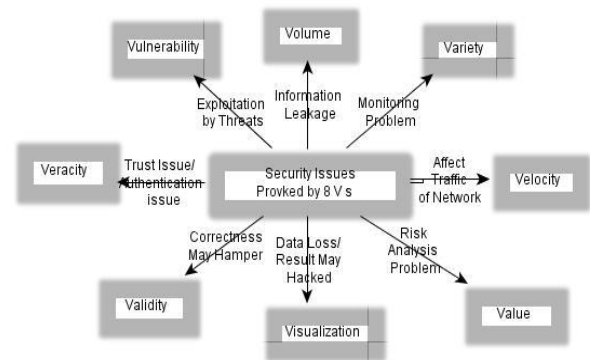 Volume
Vulnerability
Variety
Exploitation
by Threats
Information
Leakage
Monitoring
Problem
Veracity
Trust Issue/
Authentication
issue
Security Issues
Provked by 8 V s
Affect
Traffic
of Network
Velocity
Correctness
May Hamper
Data Loss/
Result May
Hacked
Risk
Analysis
Problem
Validity
Visualization
Value